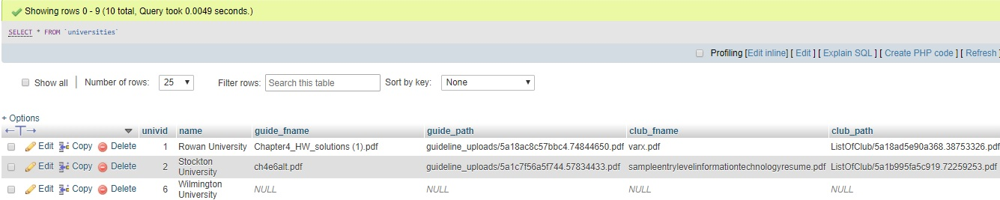 Showing rows 0 - 9 (10 total, Query took 0.0049 seconds.)
SELECT * FROM `universities`
Profiling [Edit inline] [ Edit ] [ Explain SQL ] [ Create PHP code ] [ Refresh ]
Show all | Number of rows: 25 Filter rows: Search this table Sort by key: None
+ Options
←T→ univid name guide_fname guide_path club_fname club_path
Edit Copy Delete 1 Rowan University Chapter4_HW_solutions (1).pdf guideline_uploads/5a18ac8c57bbc4.74844650.pdf varx.pdf ListOfClub/5a18ad5e90a368.38753326.pdf
Edit Copy Delete 2 Stockton University ch4e6alt.pdf guideline_uploads/5a1c7f56a5f744.57834433.pdf sampleentrylevelinformationtechnologyresume.pdf ListOfClub/5a1b995fa5c919.72259253.pdf
Edit Copy Delete 6 Wilmington University NULL NULL NULL NULL